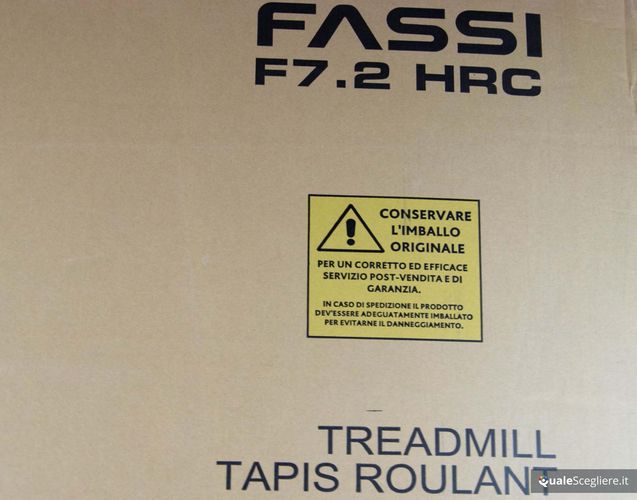 FASSI
F7.2 HRC
CONSERVARE
L'IMBALLO
ORIGINALE
PER UN CORRETTO ED EFFICACE
SERVIZIO POST-VENDITA E DI
GARANZIA.
IN CASO DI SPEDIZIONE IL PRODOTTO
DEV'ESSERE ADEGUATAMENTE IMBALLATO
PER EVITARNE IL DANNEGGIAMENTO.
TREADMILL
TAPIS ROULANT
QualeScegliere.it